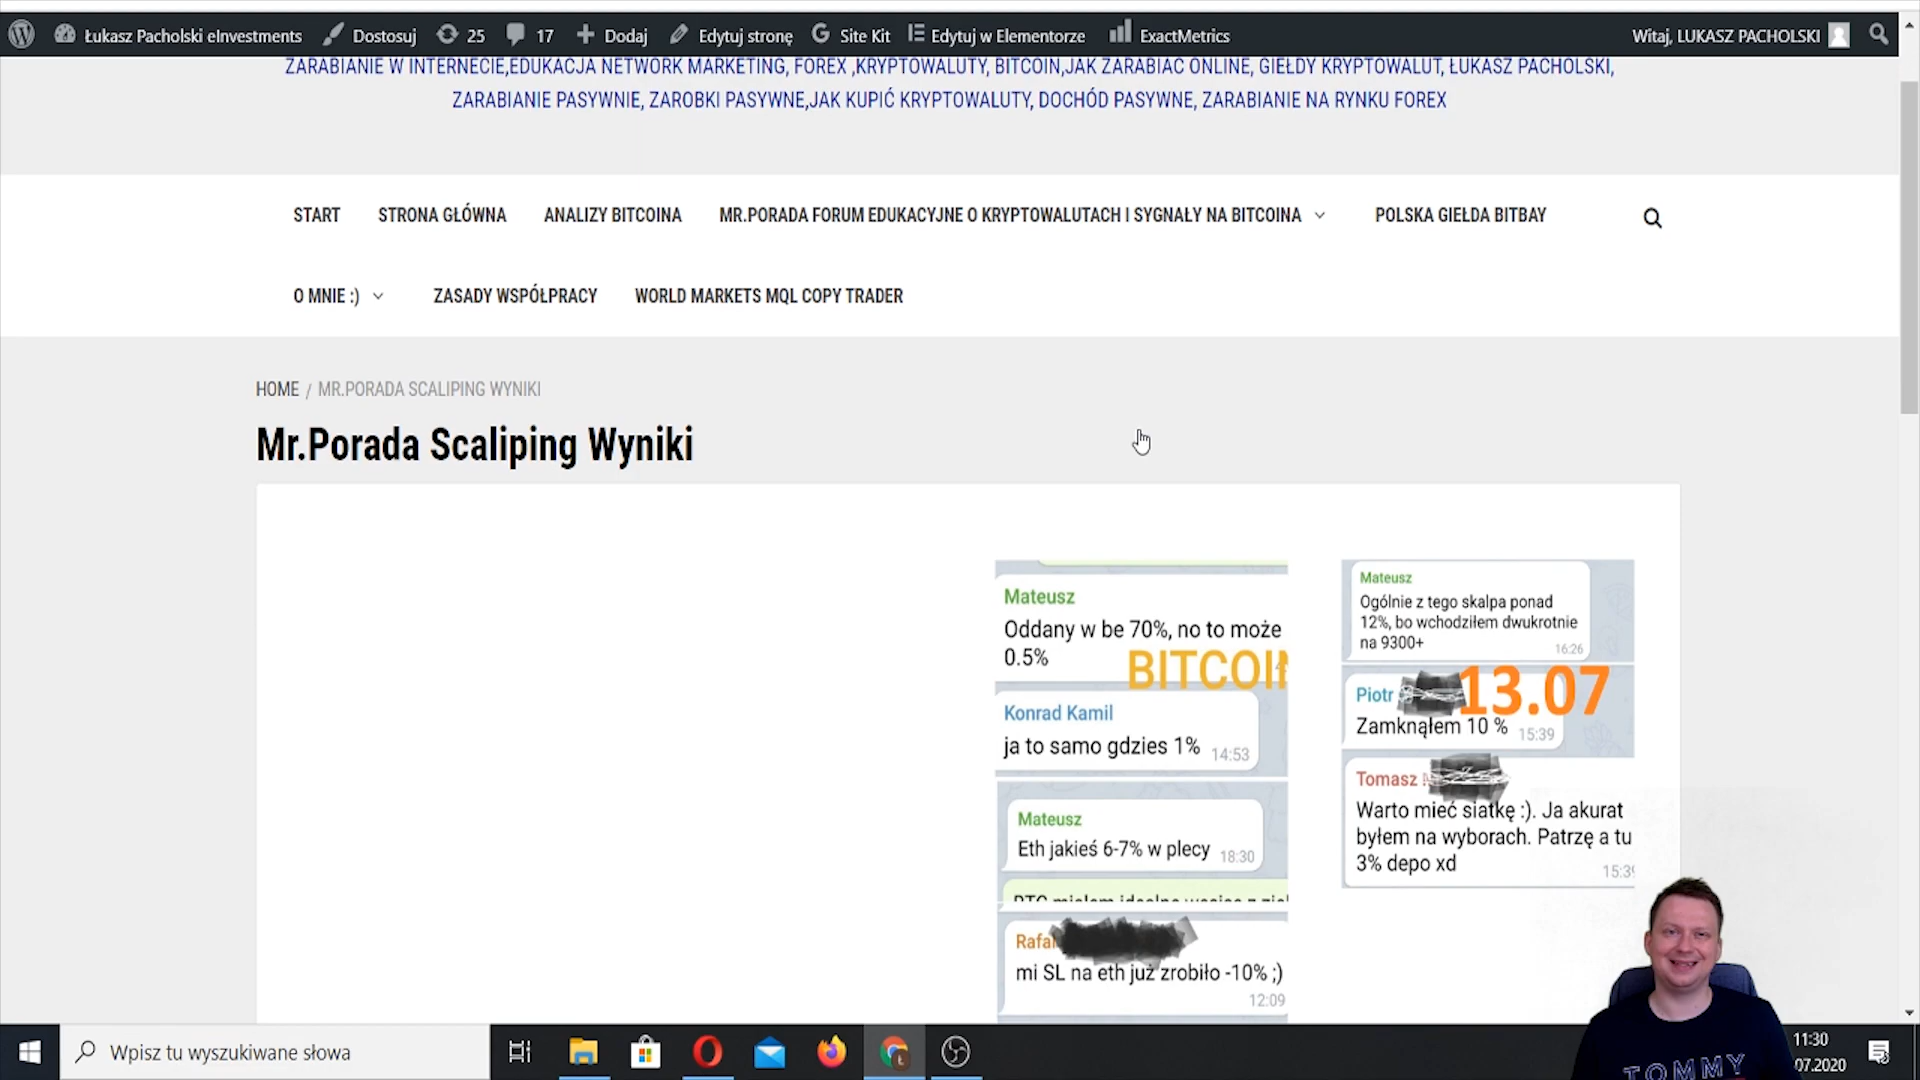 Łukasz Pacholski eInvestments Dostosuj 25 17 Dodaj Edytuj stronę Site Kit Edytuj w Elementorze ExactMetrics Witaj, LUKASZ PACHOLSKI
ZARABIANIE W INTERNECIE,EDUKACJA NETWORK MARKETING, FOREX ,KRYPTOWALUTY, BITCOIN,JAK ZARABIAĆ ONLINE, GIEŁDY KRYPTOWALUT, ŁUKASZ PACHOLSKI,
ZARABIANIE PASYWNIE, ZAROBKI PASYWNE,JAK KUPIĆ KRYPTOWALUTY, DOCHÓD PASYWNE, ZARABIANIE NA RYNKU FOREX
START STRONA GŁÓWNA ANALIZY BITCOINA MR.PORADA FORUM EDUKACYJNE O KRYPTOWALUTACH I SYGNAŁY NA BITCOINA POLSKA GIEŁDA BITBAY
O MNIE :) ZASADY WSPÓŁPRACY WORLD MARKETS MQL COPY TRADER
HOME / MR.PORADA SCALIPING WYNIKI
Mr.Porada Scaliping Wyniki
Mateusz
Oddany w be 70%, no to może
0.5%
BITCOIN
Konrad Kamil
ja to samo gdzies 1% 14:53
Mateusz
Eth jakieś 6-7% w plecy 18:30
Rafał
mi SL na eth już zrobiło -10% ;)
12:09
Mateusz
Ogólnie z tego skalpa ponad
12%, bo wchodziłem dwukrotnie
na 9300+
16:26
Piotr
13.07
Zamknąłem 10 % 15:39
Tomasz
Warto mieć siatkę :). Ja akurat
byłem na wyborach. Patrzę a tu
3% depo xd
15:39
TOMMY
Wpisz tu wyszukiwane słowa
11:30
07.2020